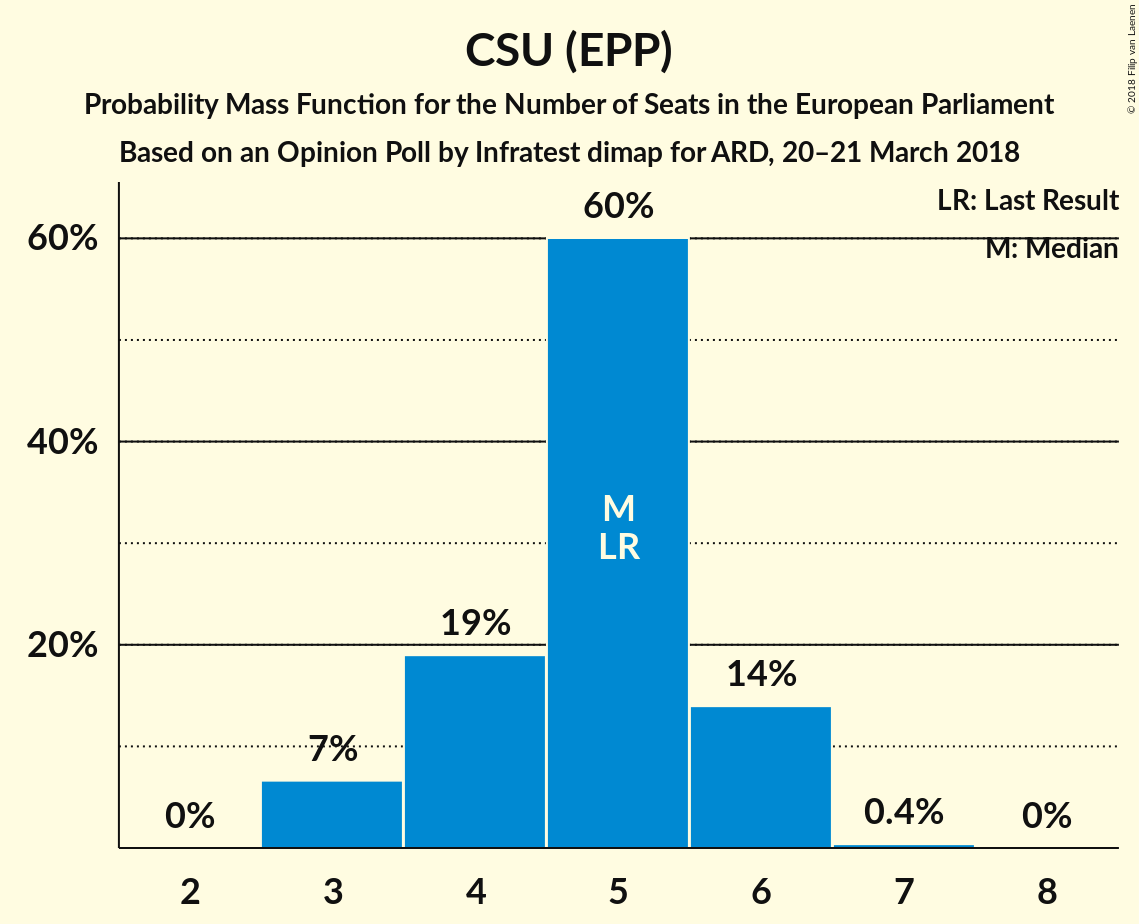 CSU (EPP)
Probability Mass Function for the Number of Seats in the European Parliament
Based on an Opinion Poll by Infratest dimap for ARD, 20–21 March 2018
© 2018 Filip van Laenen
LR: Last Result
M: Median
60%
40%
20%
0%
7%
19%
60%
14%
0.4%
0%
M
LR
2
3
4
5
6
7
8